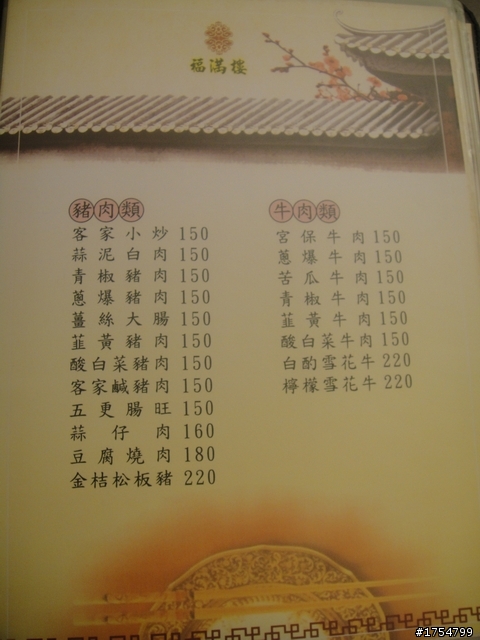 福滿樓
豬肉類
客家小炒 150
蒜泥白肉 150
青椒豬肉 150
蔥爆豬肉 150
薑絲大腸 150
韮黃豬肉 150
酸白菜豬肉 150
客家鹹豬肉 150
五更腸旺 150
蒜仔肉 160
豆腐燒肉 180
金桔松板豬 220
牛肉類
宮保牛肉 150
蔥爆牛肉 150
苦瓜牛肉 150
青椒牛肉 150
韮黃牛肉 150
酸白菜牛肉 150
白酌雪花牛 220
檸檬雪花牛 220
#1754799